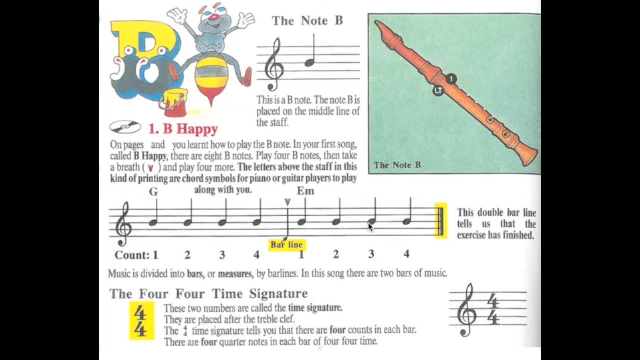 The Note B
This is a B note. The note B is
placed on the middle line of
the staff.
1
LT
The Note B
1. B Happy
On pages and you learnt how to play the B note. In your first song,
called B Happy, there are eight B notes. Play four B notes, then take
a breath ( v ) and play four more. The letters above the staff in this
kind of printing are chord symbols for piano or guitar players to play
along with you.
G Em
v
Bar line
Count: 1 2 3 4 1 2 3 4
This double bar line
tells us that the
exercise has finished.
Music is divided into bars, or measures, by barlines. In this song there are two bars of music.
The Four Four Time Signature
4
4
These two numbers are called the time signature.
They are placed after the treble clef.
The 4/4 time signature tells you that there are four counts in each bar.
There are four quarter notes in each bar of four four time.
4
4